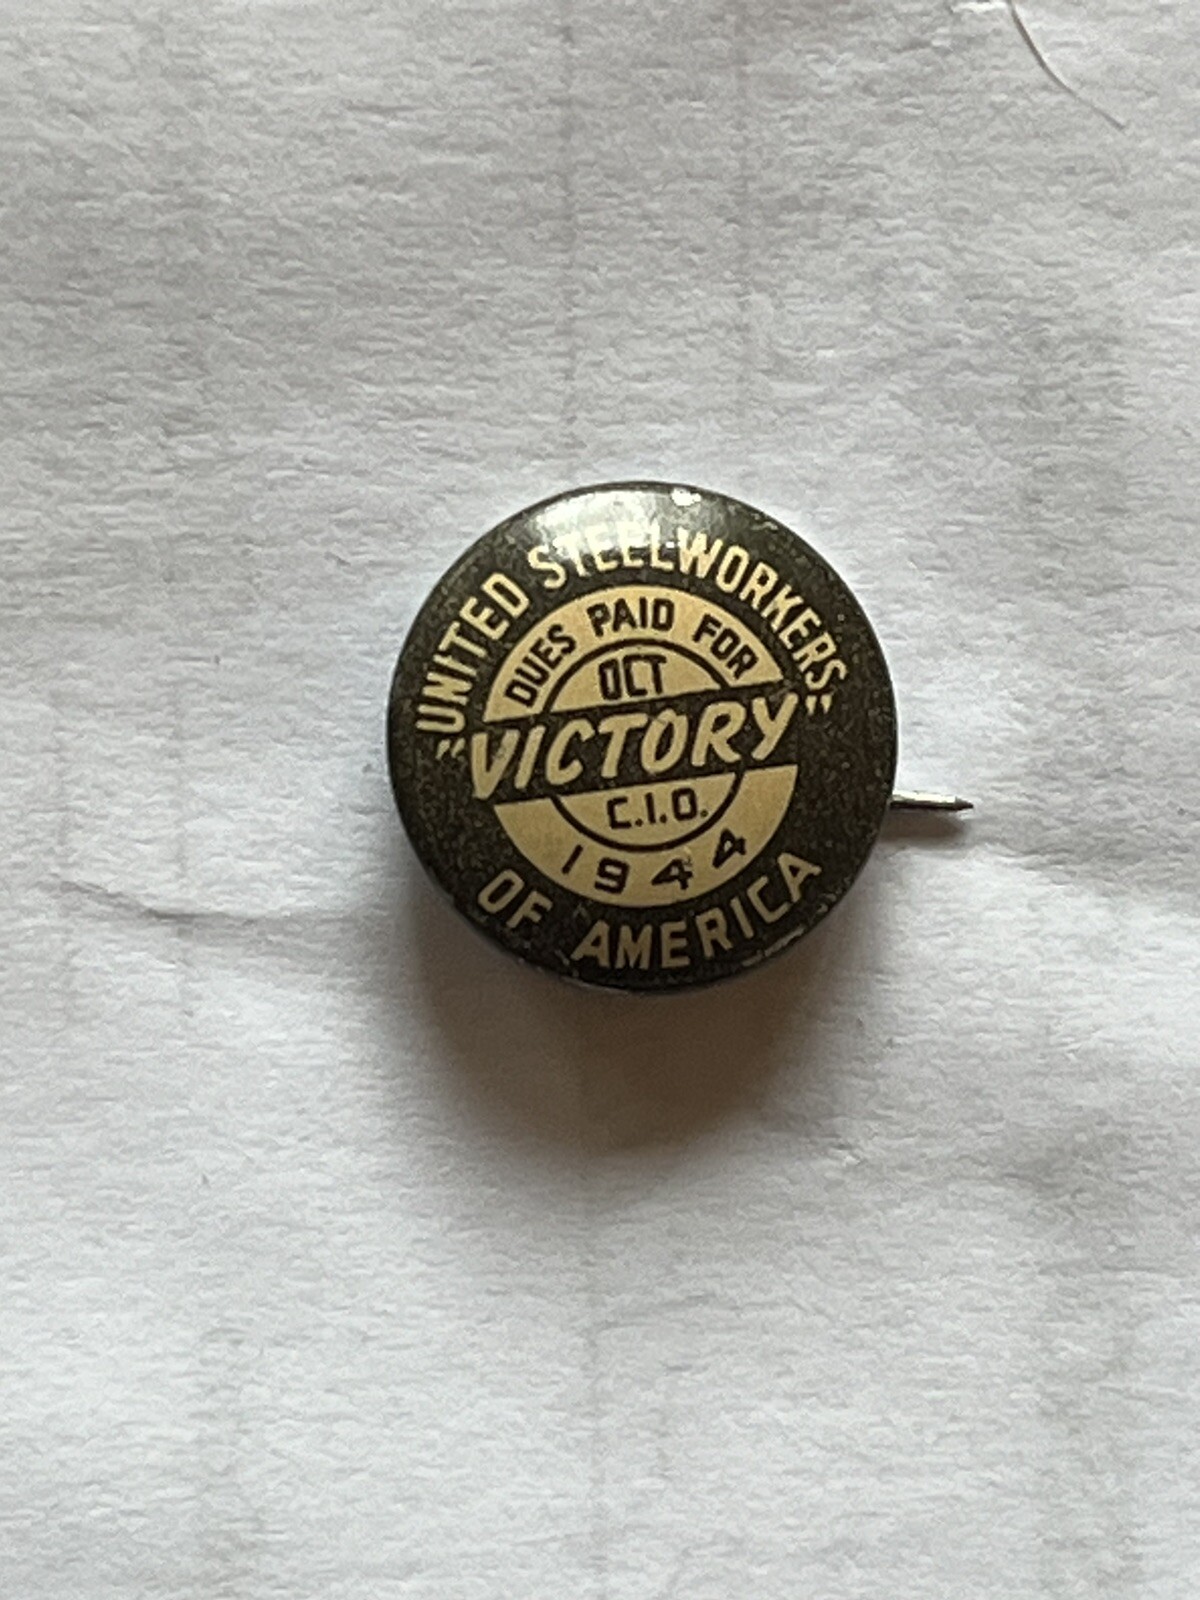 UNITED STEELWORKERS
DUES PAID FOR
OCT
"VICTORY"
C.I.O.
1944
OF AMERICA